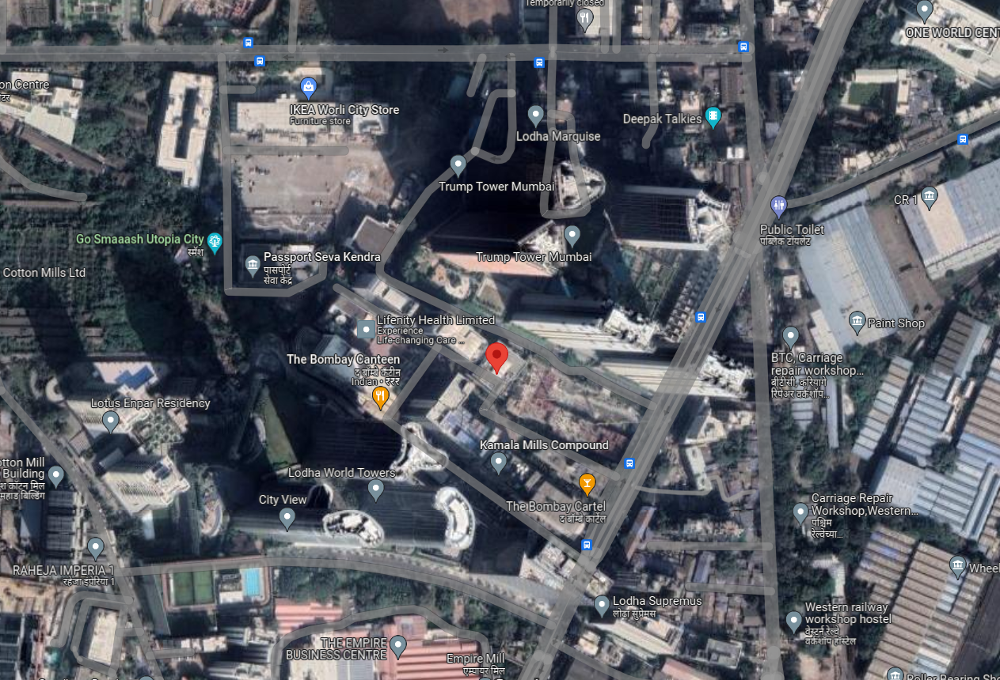 Temporarily closed
ONE WORLD CENT
on Centre
टर
IKEA Worli City Store
Furniture store
Deepak Talkies
Lodha Marquise
Trump Tower Mumbai
CR 1
Public Toilet
पब्लिक टॉयलेट
Go Smaaash Utopia City
स्मॅश
Trump Tower Mumbai
Passport Seva Kendra
पासपोर्ट
सेवा केंद्र
Cotton Mills Ltd
Lifenity Health Limited
Experience
Life-changing Care ...
Paint Shop
The Bombay Canteen
द बॉम्बे कॅंटीन
Indian • ₹₹₹
BTC, Carriage
repair workshop...
बीटीसी, करियागे
रिपेअर वर्कशॉप...
Lotus Enpar Residency
Kamala Mills Compound
otton Mill
Building
श कॉटन मिल
महाड बिल्डिंग
Lodha World Towers
City View
The Bombay Cartel
द बॉम्बे कार्टेल
Carriage Repair
Workshop,Western...
पश्चिम
रेल्वेच्या...
RAHEJA IMPERIA 1
रहेजा इंपेरिया 1
Wheel
Lodha Supremus
लोढा सुप्रेमस
Western railway
workshop hostel
वेस्टर्न रेल्वे
वर्कशॉप हॉस्टेल
THE EMPIRE
BUSINESS CENTRE
Empire Mill
एम्पायर मिल
Roller Bearing Sho